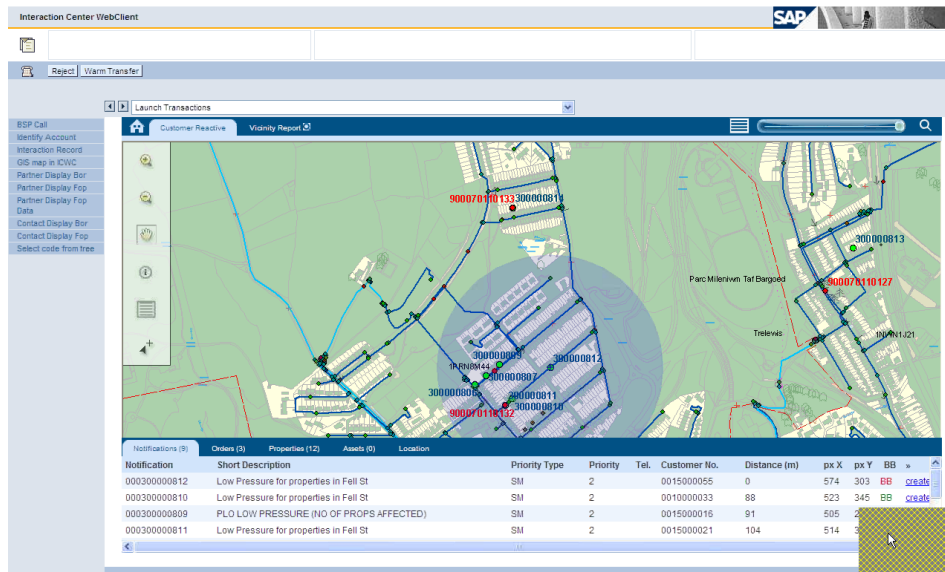 Interaction Center WebClient
SAP
Reject Warm Transfer
Launch Transactions
BSP Call
Identify Account
Interaction Record
GIS map in ICWC
Partner Display Bor
Partner Display Fop
Partner Display Fop
Data
Contact Display Bor
Contact Display Fop
Select code from tree
Customer Reactive Vicinity Report
900070110133 300000814
300000813
Parc Milenivwn Taf Bargoed
900070110127
Trelewis
300000809 300000812
300000807
300000811
300000810
Notifications (9) Orders (3) Properties (12) Assets (0) Location
Notification Short Description Priority Type Priority Tel. Customer No. Distance (m) px X px Y BB »
000300000812 Low Pressure for properties in Fell St SM 2 0015000055 0 574 303 BB create
000300000810 Low Pressure for properties in Fell St SM 2 0010000033 88 523 345 BB create
000300000809 PLO LOW PRESSURE (NO OF PROPS AFFECTED) SM 2 0015000016 91 505
000300000811 Low Pressure for properties in Fell St SM 2 0015000021 104 514